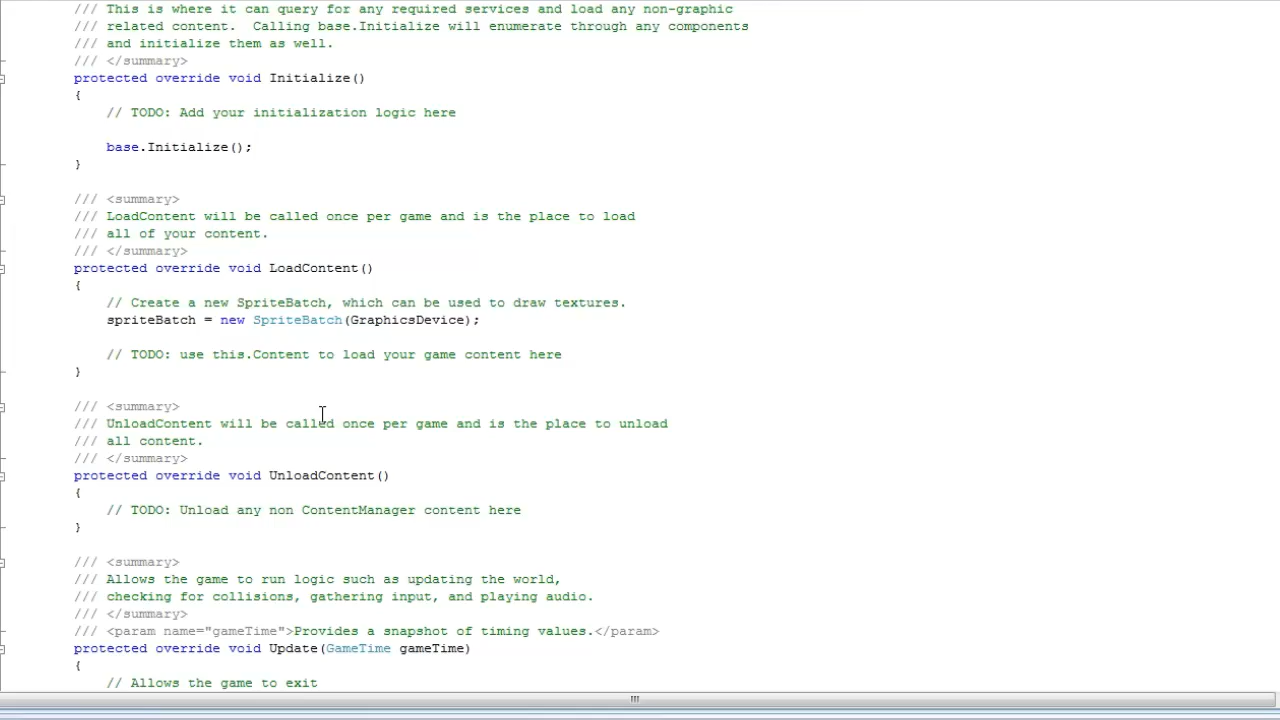 /// This is where it can query for any required services and load any non-graphic
/// related content.  Calling base.Initialize will enumerate through any components
/// and initialize them as well.
/// </summary>
protected override void Initialize()
{
// TODO: Add your initialization logic here
base.Initialize();
}
/// <summary>
/// LoadContent will be called once per game and is the place to load
/// all of your content.
/// </summary>
protected override void LoadContent()
{
// Create a new SpriteBatch, which can be used to draw textures.
spriteBatch = new SpriteBatch(GraphicsDevice);
// TODO: use this.Content to load your game content here
}
/// <summary>
/// UnloadContent will be called once per game and is the place to unload
/// all content.
/// </summary>
protected override void UnloadContent()
{
// TODO: Unload any non ContentManager content here
}
/// <summary>
/// Allows the game to run logic such as updating the world,
/// checking for collisions, gathering input, and playing audio.
/// </summary>
/// <param name="gameTime">Provides a snapshot of timing values.</param>
protected override void Update(GameTime gameTime)
{
// Allows the game to exit